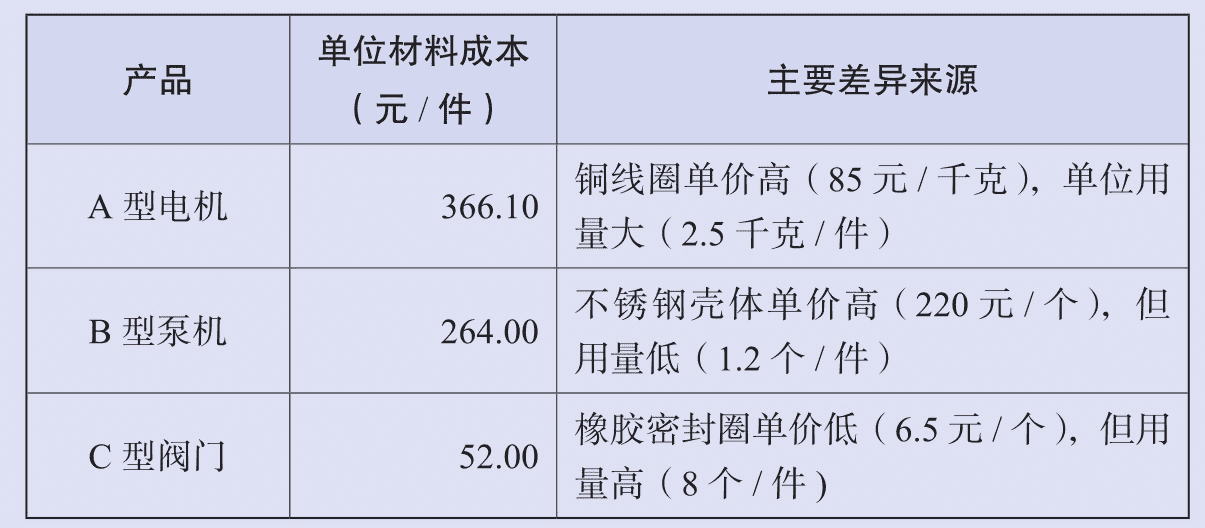 产品
单位材料成本
（元 / 件）
主要差异来源
A 型电机
366.10
铜线圈单价高（85 元 / 千克），单位用
量大（2.5 千克 / 件）
B 型泵机
264.00
不锈钢壳体单价高（220 元 / 个），但
用量低（1.2 个 / 件）
C 型阀门
52.00
橡胶密封圈单价低（6.5 元 / 个），但用
量高（8 个 / 件）